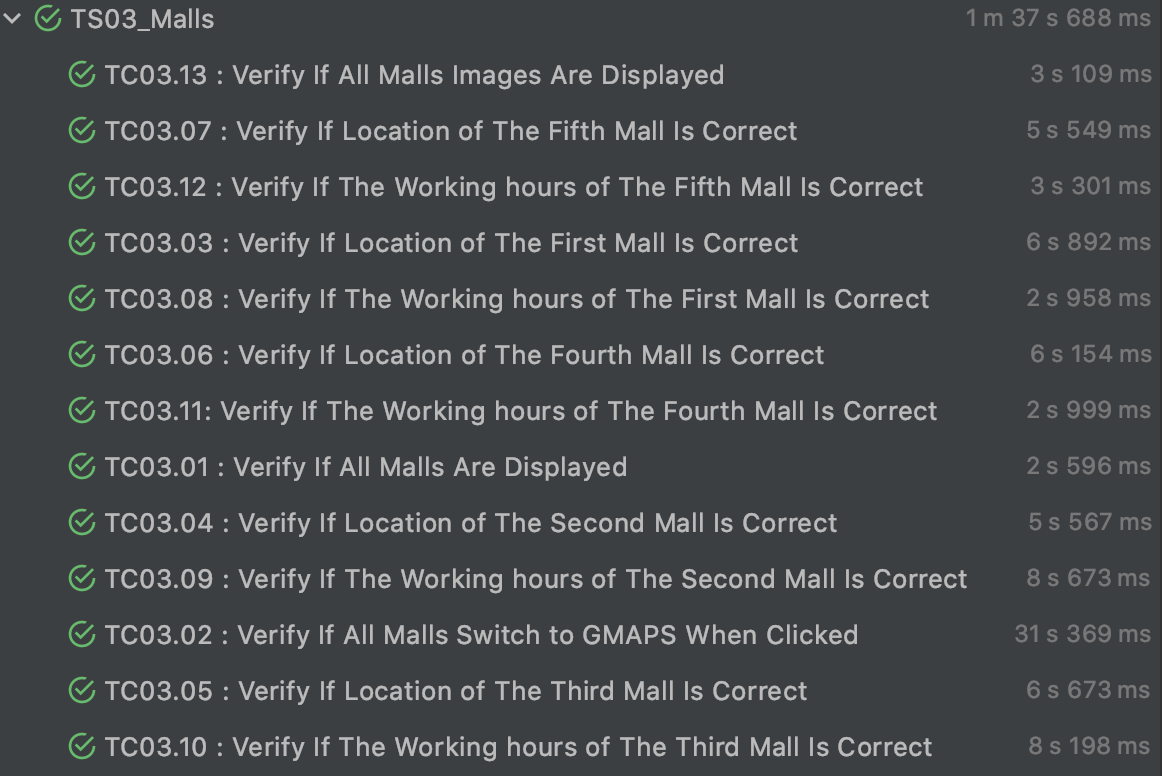 TS03_Malls 1 m 37 s 688 ms
TC03.13 : Verify If All Malls Images Are Displayed 3 s 109 ms
TC03.07 : Verify If Location of The Fifth Mall Is Correct 5 s 549 ms
TC03.12 : Verify If The Working hours of The Fifth Mall Is Correct 3 s 301 ms
TC03.03 : Verify If Location of The First Mall Is Correct 6 s 892 ms
TC03.08 : Verify If The Working hours of The First Mall Is Correct 2 s 958 ms
TC03.06 : Verify If Location of The Fourth Mall Is Correct 6 s 154 ms
TC03.11: Verify If The Working hours of The Fourth Mall Is Correct 2 s 999 ms
TC03.01 : Verify If All Malls Are Displayed 2 s 596 ms
TC03.04 : Verify If Location of The Second Mall Is Correct 5 s 567 ms
TC03.09 : Verify If The Working hours of The Second Mall Is Correct 8 s 673 ms
TC03.02 : Verify If All Malls Switch to GMAPS When Clicked 31 s 369 ms
TC03.05 : Verify If Location of The Third Mall Is Correct 6 s 673 ms
TC03.10 : Verify If The Working hours of The Third Mall Is Correct 8 s 198 ms